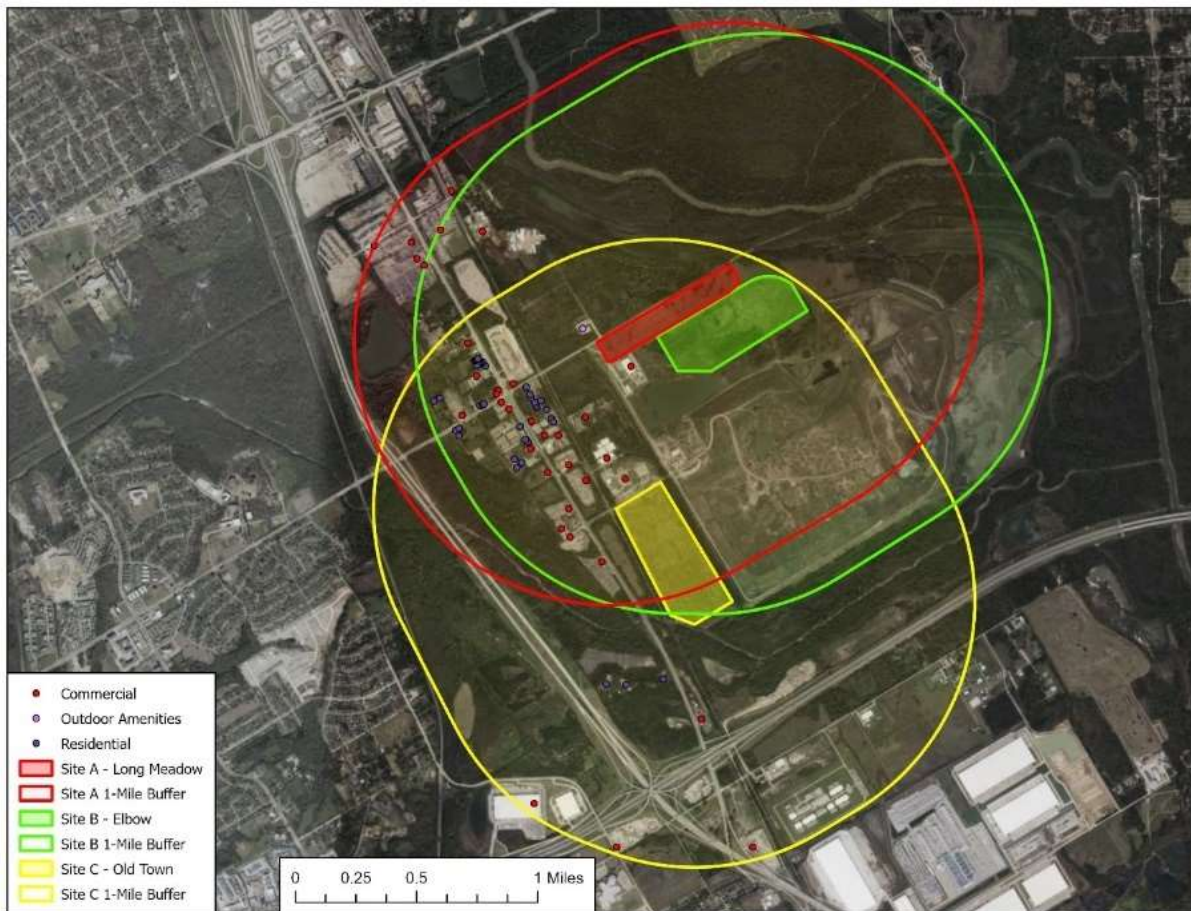 Commercial
Outdoor Amenities
Residential
Site A - Long Meadow
Site A 1-Mile Buffer
Site B - Elbow
Site B 1-Mile Buffer
Site C - Old Town
Site C 1-Mile Buffer
0 0.25 0.5 1 Miles